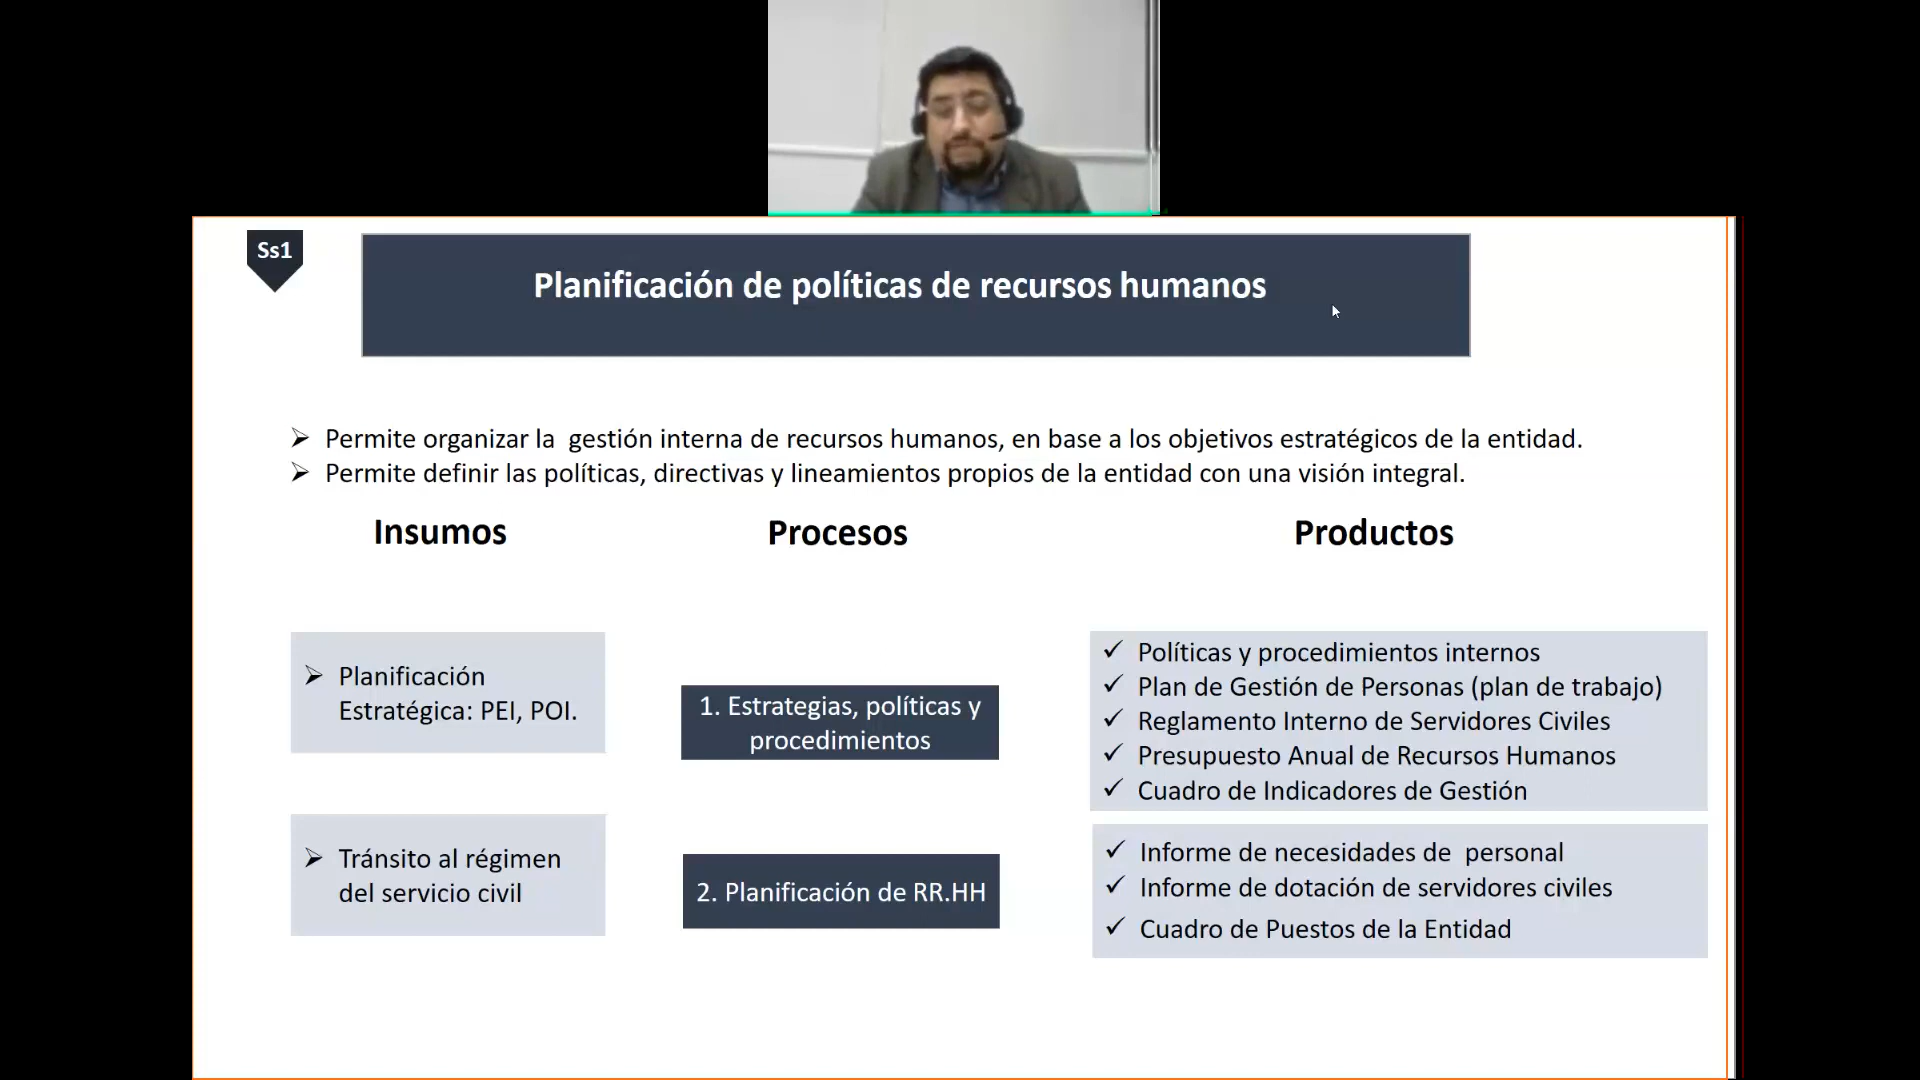 Ss1
Planificación de políticas de recursos humanos
➢ Permite organizar la gestión interna de recursos humanos, en base a los objetivos estratégicos de la entidad.
➢ Permite definir las políticas, directivas y lineamientos propios de la entidad con una visión integral.
Insumos
Procesos
Productos
➢ Planificación
Estratégica: PEI, POI.
1. Estrategias, políticas y
procedimientos
✓ Políticas y procedimientos internos
✓ Plan de Gestión de Personas (plan de trabajo)
✓ Reglamento Interno de Servidores Civiles
✓ Presupuesto Anual de Recursos Humanos
✓ Cuadro de Indicadores de Gestión
➢ Tránsito al régimen
del servicio civil
2. Planificación de RR.HH
✓ Informe de necesidades de personal
✓ Informe de dotación de servidores civiles
✓ Cuadro de Puestos de la Entidad